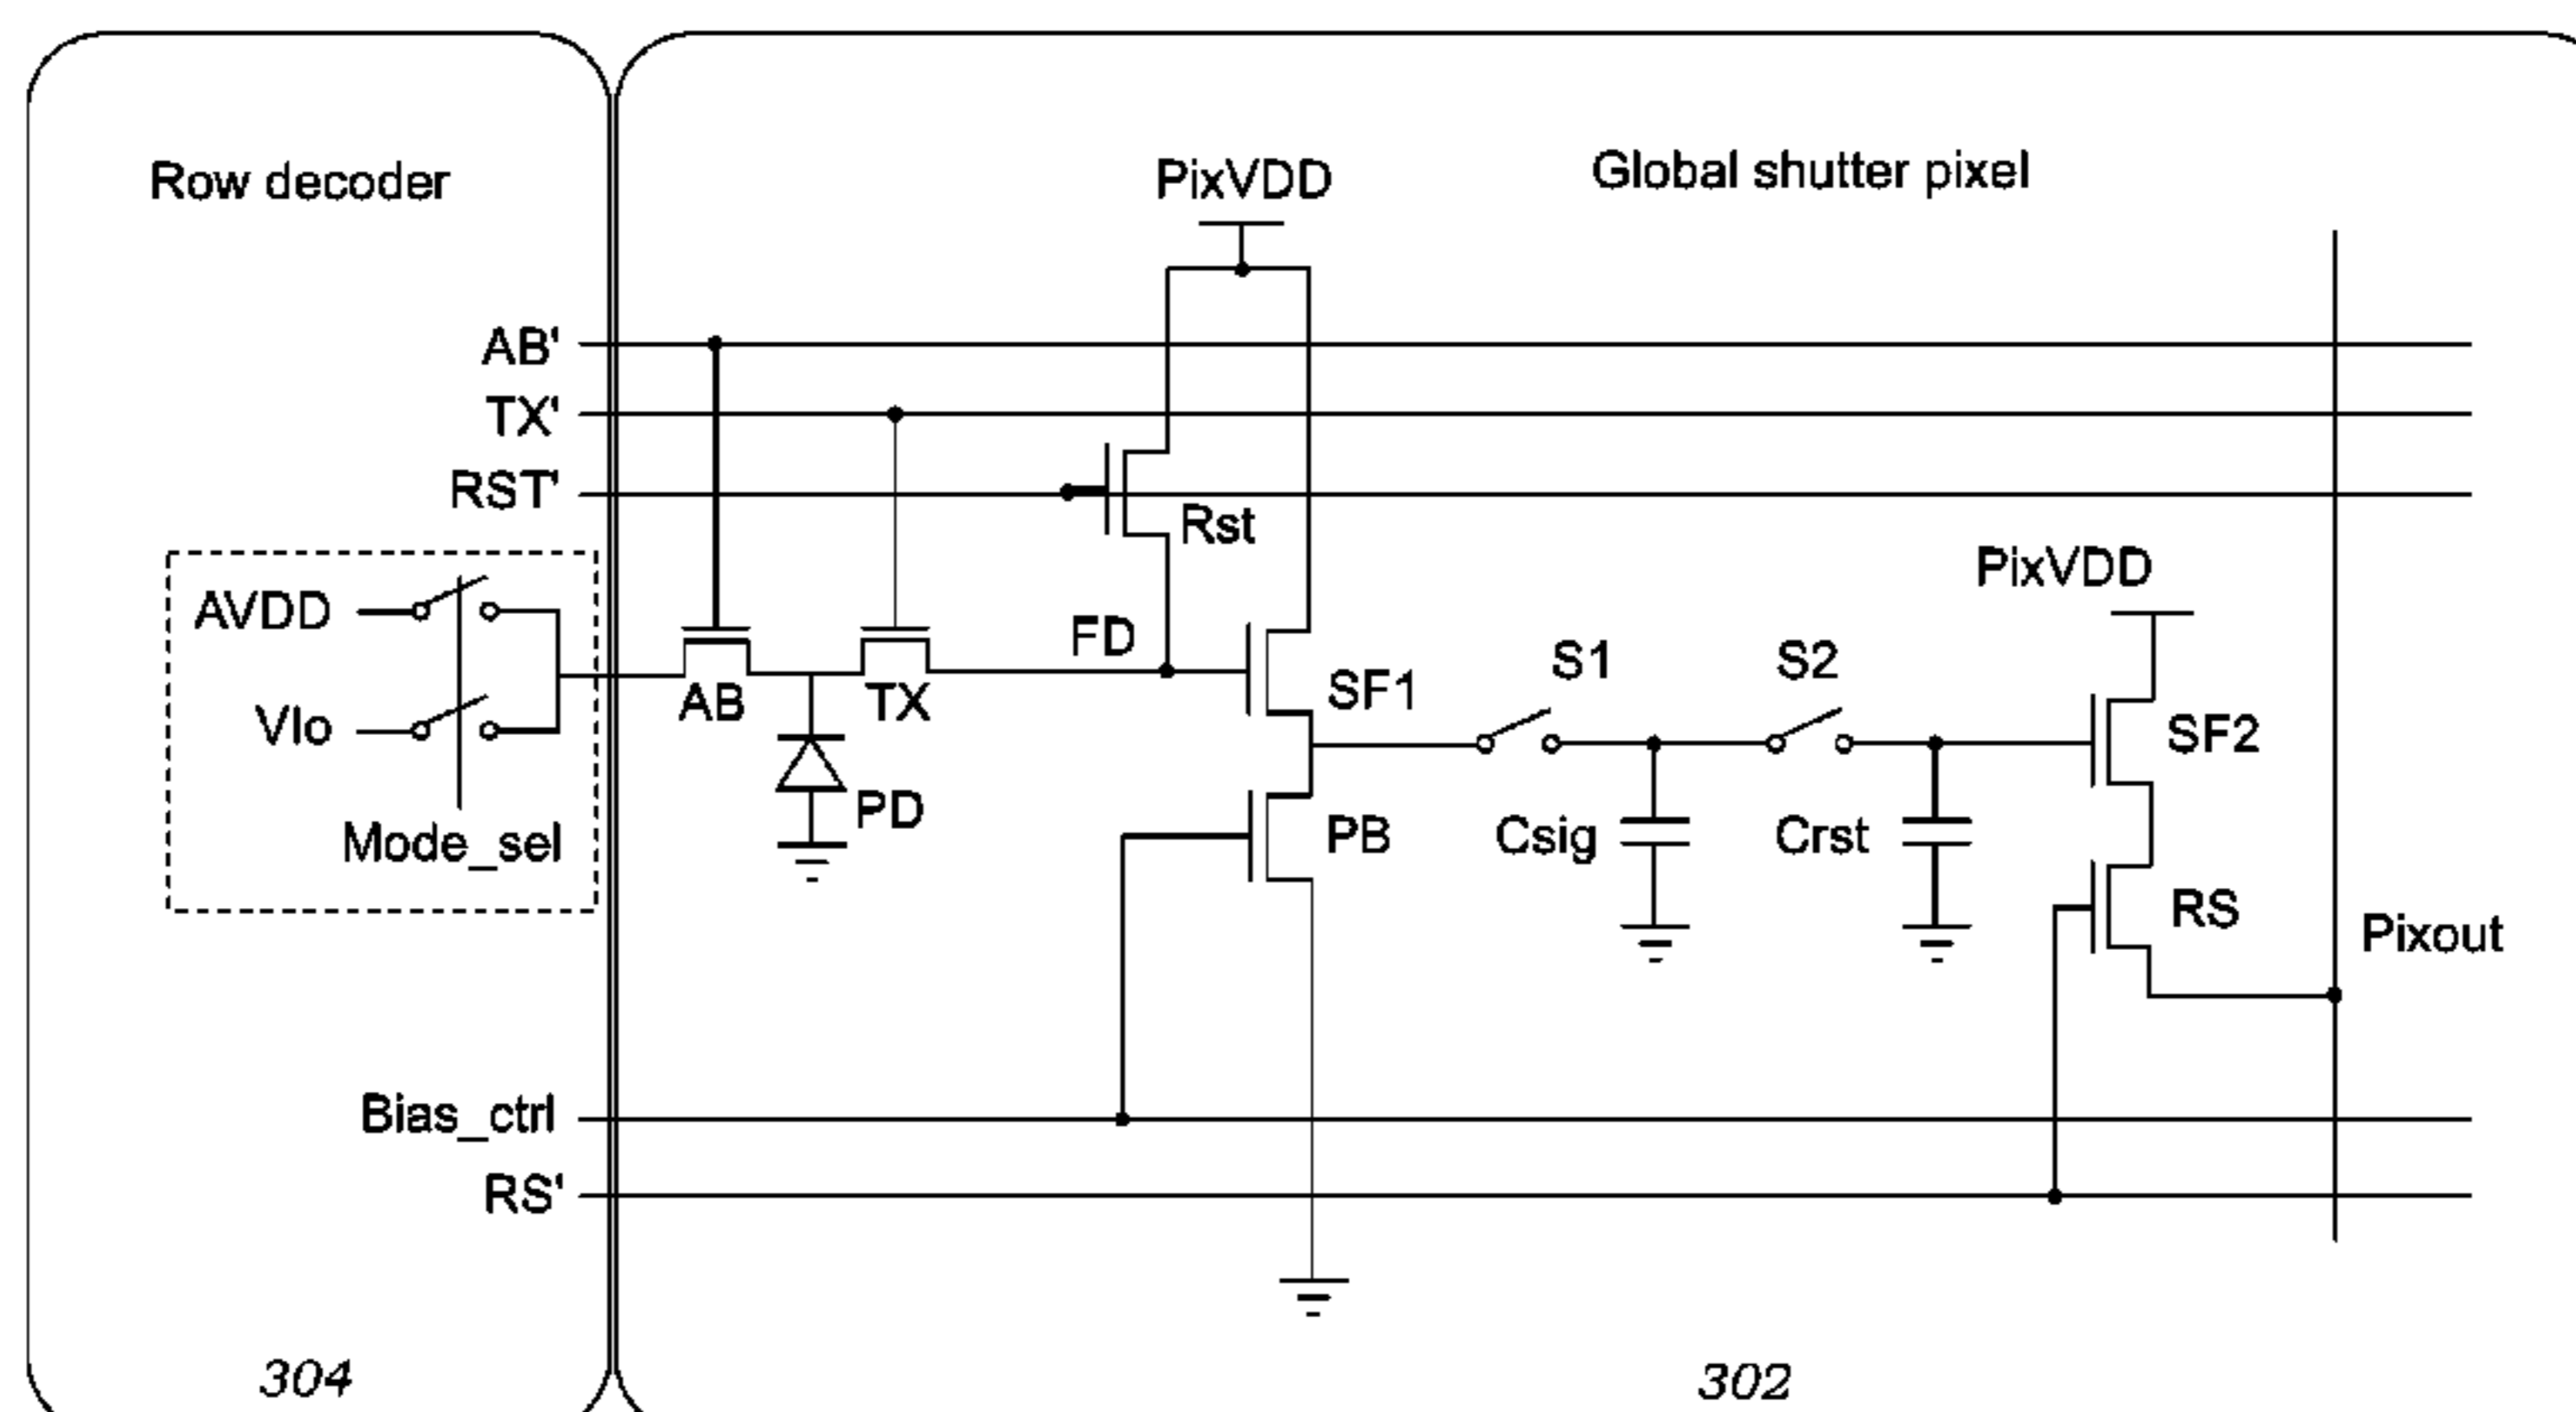 Row decoder
Global shutter pixel
PixVDD
AB'
TX'
RST'
Rst
PixVDD
AVDD
FD
S1
S2
SF1
AB
TX
Vlo
SF2
PD
Mode_sel
PB
Csig
Crst
RS
Pixout
Bias_ctrl
RS'
304
302